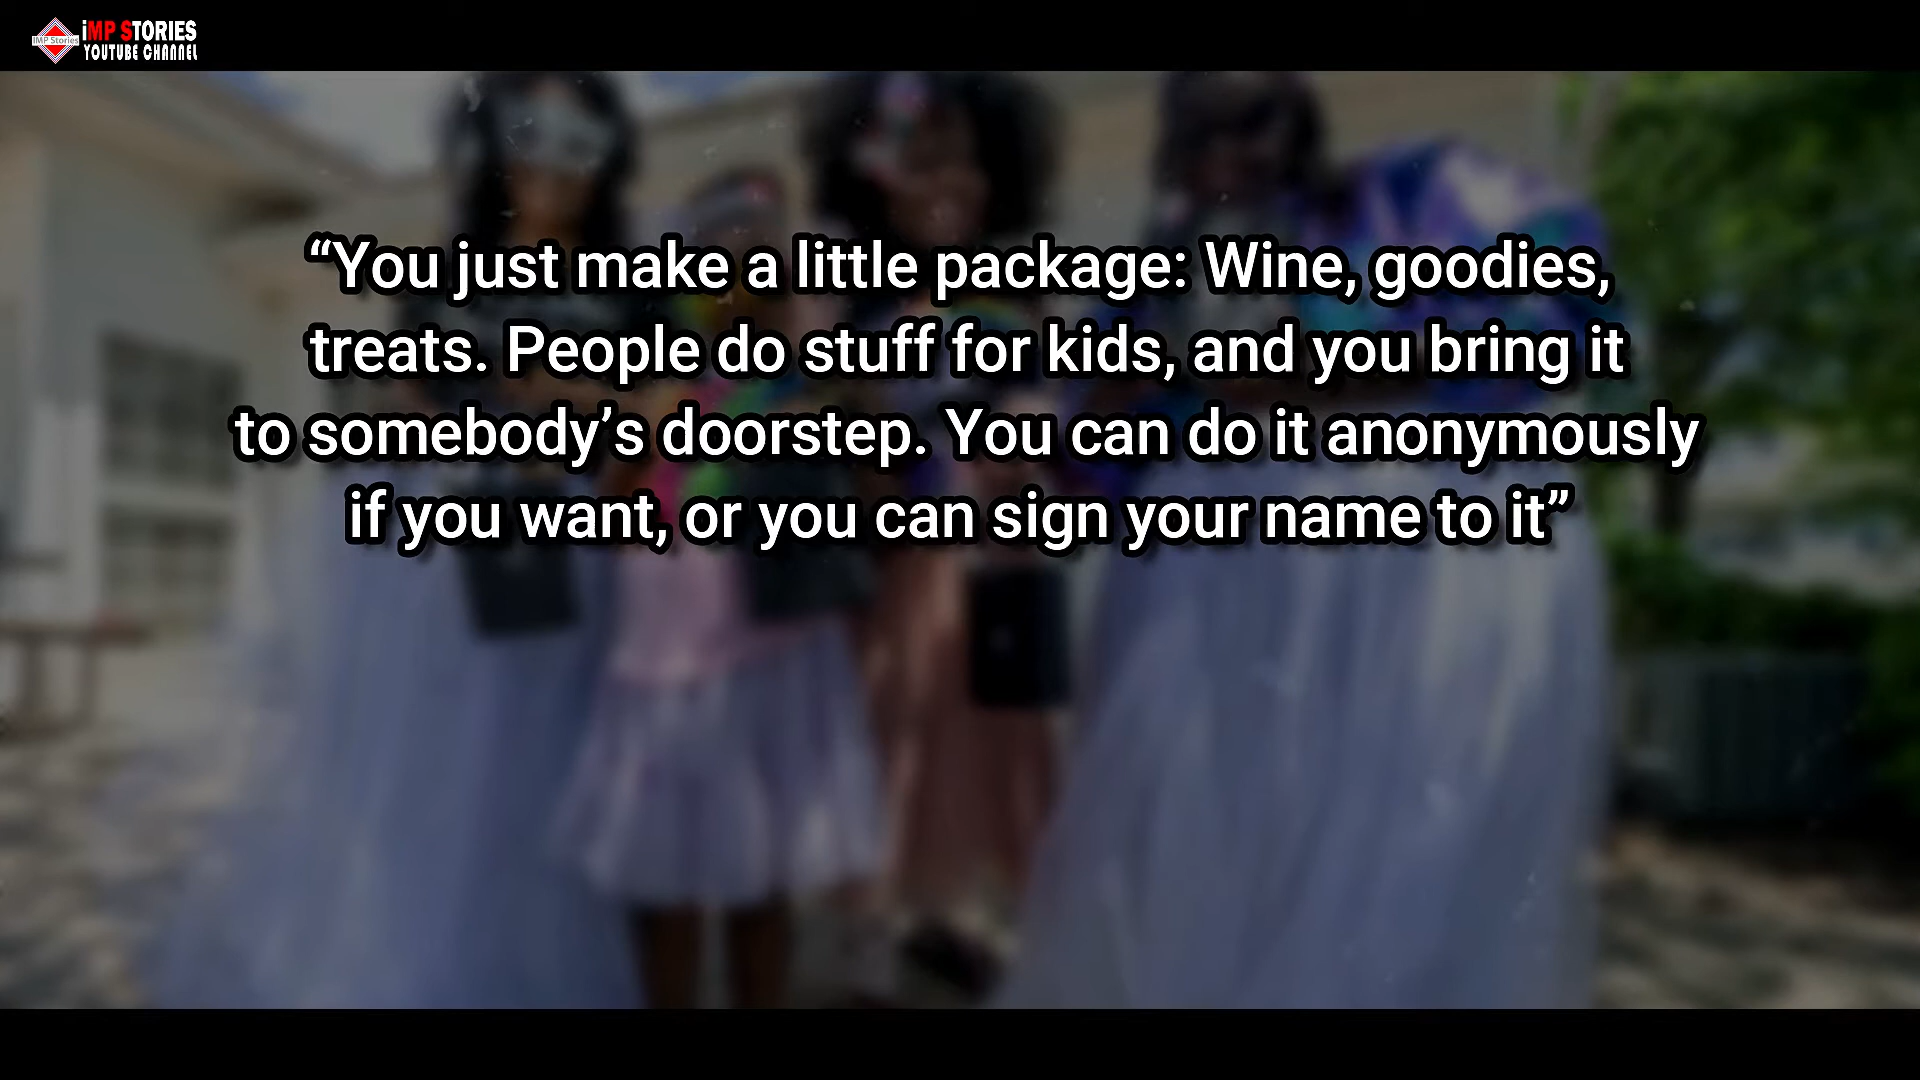 iMP STORIES
YOUTUBE CHANNEL
IMP Stories
“You just make a little package: Wine, goodies,
treats. People do stuff for kids, and you bring it
to somebody’s doorstep. You can do it anonymously
if you want, or you can sign your name to it”